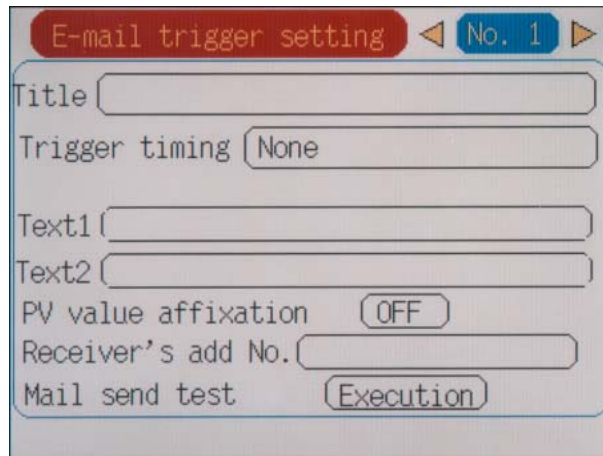 E-mail trigger setting No. 1
Title
Trigger timing None
Text1
Text2
PV value affixation OFF
Receiver's add No.
Mail send test Execution